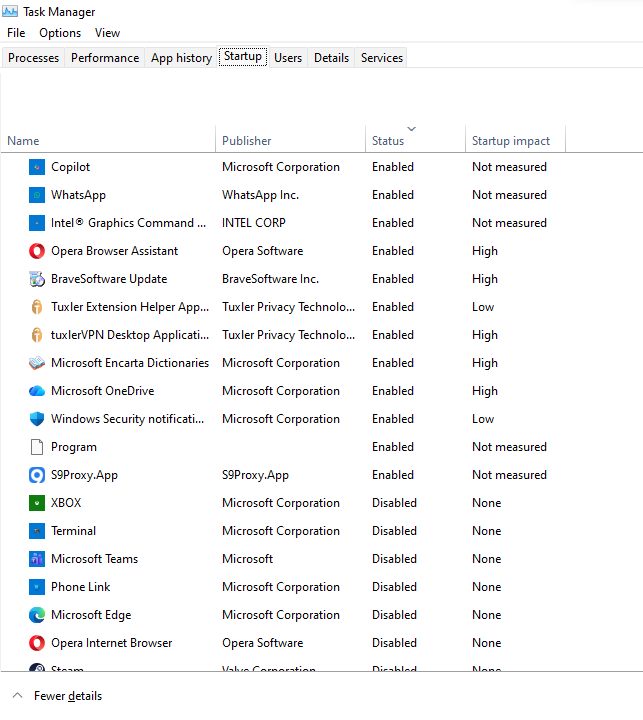 Task Manager
File Options View
Processes Performance App history Startup Users Details Services
Name Publisher Status Startup impact
Copilot Microsoft Corporation Enabled Not measured
WhatsApp WhatsApp Inc. Enabled Not measured
Intel® Graphics Command ... INTEL CORP Enabled Not measured
Opera Browser Assistant Opera Software Enabled High
BraveSoftware Update BraveSoftware Inc. Enabled High
Tuxler Extension Helper App... Tuxler Privacy Technolo... Enabled Low
tuxlerVPN Desktop Applicati... Tuxler Privacy Technolo... Enabled High
Microsoft Encarta Dictionaries Microsoft Corporation Enabled High
Microsoft OneDrive Microsoft Corporation Enabled High
Windows Security notificati... Microsoft Corporation Enabled Low
Program Enabled Not measured
S9Proxy.App S9Proxy.App Enabled Not measured
XBOX Microsoft Corporation Disabled None
Terminal Microsoft Corporation Disabled None
Microsoft Teams Microsoft Disabled None
Phone Link Microsoft Corporation Disabled None
Microsoft Edge Microsoft Corporation Disabled None
Opera Internet Browser Opera Software Disabled None
Steam Valve Corporation Disabled None
Fewer details